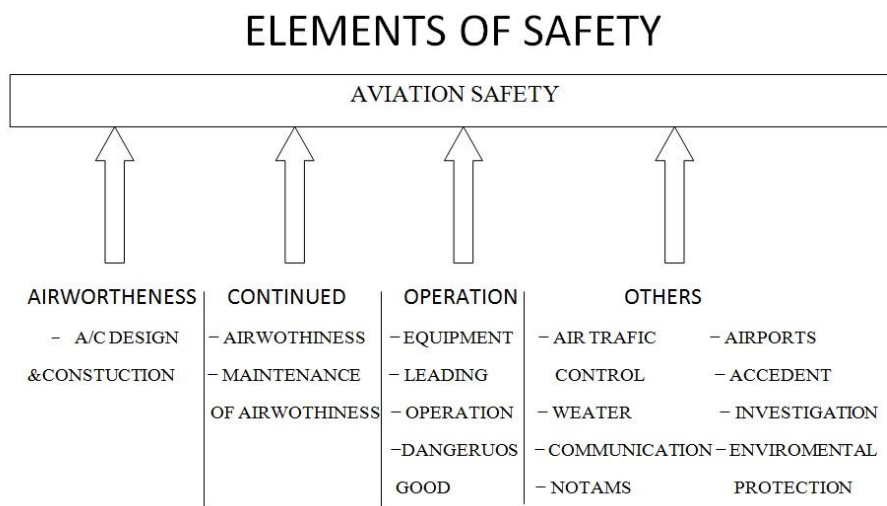 ELEMENTS OF SAFETY
AVIATION SAFETY
AIRWORTHENESS
– A/C DESIGN
&CONSTUCTION
CONTINUED
– AIRWOTHINESS
– MAINTENANCE
OF AIRWOTHINESS
OPERATION
– EQUIPMENT
– LEADING
– OPERATION
–DANGERUOS
GOOD
OTHERS
– AIR TRAFIC
CONTROL
– WEATER
– COMMUNICATION
– NOTAMS
– AIRPORTS
– ACCEDENT
– INVESTIGATION
– ENVIROMENTAL
PROTECTION